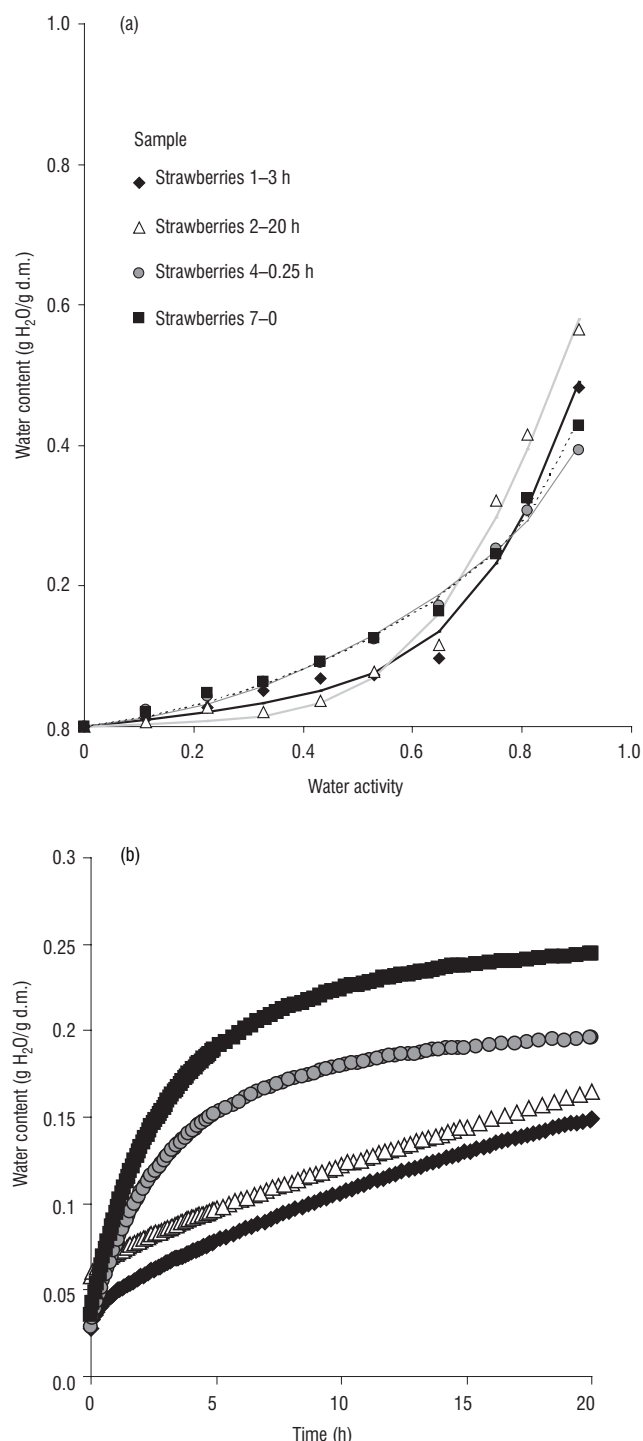 (a)
1.0
0.8
0.6
0.4
0.2
0.8
Water content (g H₂O/g d.m.)
Sample
Strawberries 1–3 h
Strawberries 2–20 h
Strawberries 4–0.25 h
Strawberries 7–0
0 0.2 0.4 0.6 0.8 1.0
Water activity
(b)
0.3
0.25
0.2
0.15
0.1
0.05
0.0
Water content (g H₂O/g d.m.)
0 5 10 15 20
Time (h)